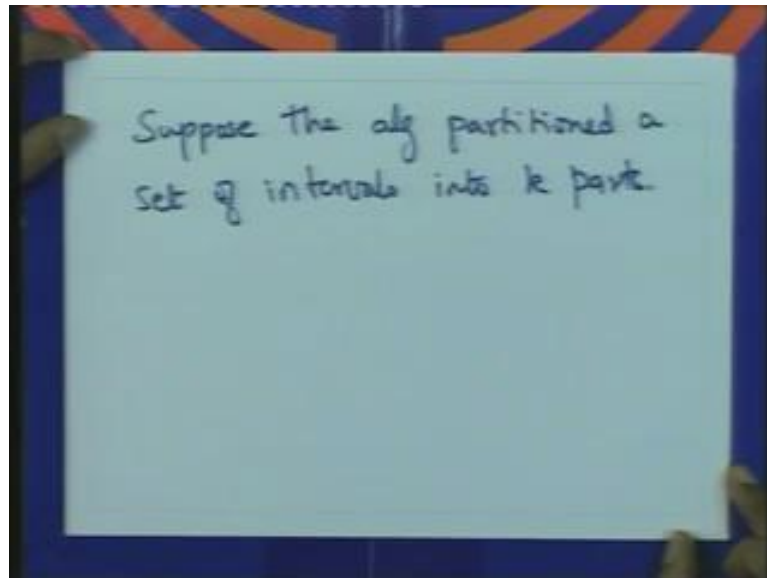 Suppose the alg partitioned a
set of intervals into k parts